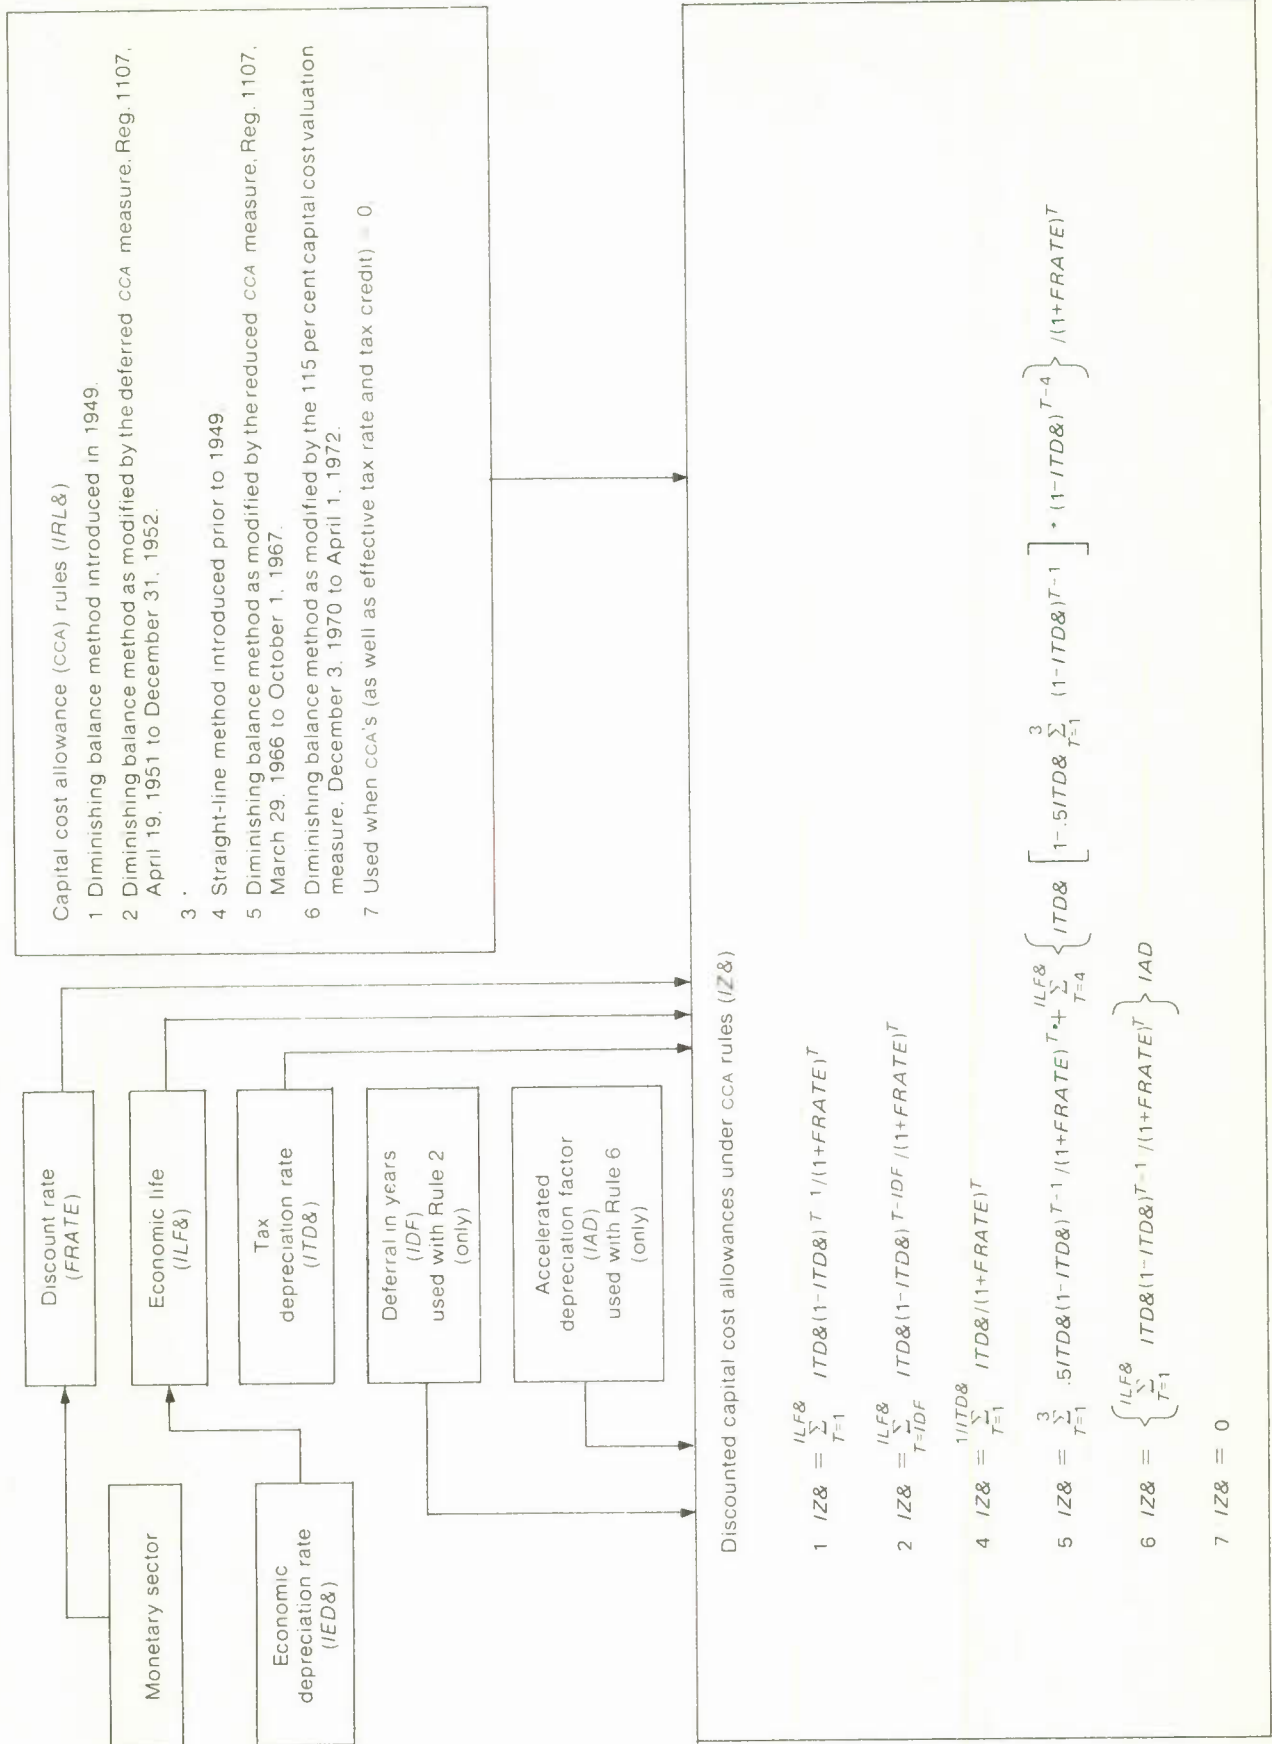 Monetary sector
Economic
depreciation rate
(IED&)
Discount rate
(FRATE)
Economic life
(ILF&)
Tax
depreciation rate
(ITD&)
Deferral in years
(IDF)
used with Rule 2
(only)
Accelerated
depreciation factor
(IAD)
used with Rule 6
(only)
Capital cost allowance (CCA) rules (IRL&)
1 Diminishing balance method introduced in 1949.
2 Diminishing balance method as modified by the deferred CCA measure, Reg. 1107,
April 19, 1951 to December 31, 1952.
3 .
4 Straight-line method introduced prior to 1949.
5 Diminishing balance method as modified by the reduced CCA measure, Reg. 1107,
March 29, 1966 to October 1, 1967.
6 Diminishing balance method as modified by the 115 per cent capital cost valuation
measure, December 3, 1970 to April 1, 1972.
7 Used when CCA's (as well as effective tax rate and tax credit) = 0.
Discounted capital cost allowances under CCA rules (IZ&)
1 IZ& = Σ_{T=1}^{ILF&} ITD&(1-ITD&)^{T-1}/(1+FRATE)^T
2 IZ& = Σ_{T=IDF}^{ILF&} ITD&(1-ITD&)^{T-IDF}/(1+FRATE)^T
4 IZ& = Σ_{T=1}^{1/ITD&} ITD&/(1+FRATE)^T
5 IZ& = Σ_{T=1}^{3} .5ITD&(1-ITD&)^{T-1}/(1+FRATE)^T + Σ_{T=4}^{ILF&} {ITD& [1-.5ITD& Σ_{T=1}^{3} (1-ITD&)^{T-1}] * (1-ITD&)^{T-4}} /(1+FRATE)^T
6 IZ& = {Σ_{T=1}^{ILF&} ITD&(1-ITD&)^{T-1}/(1+FRATE)^T} IAD
7 IZ& = 0